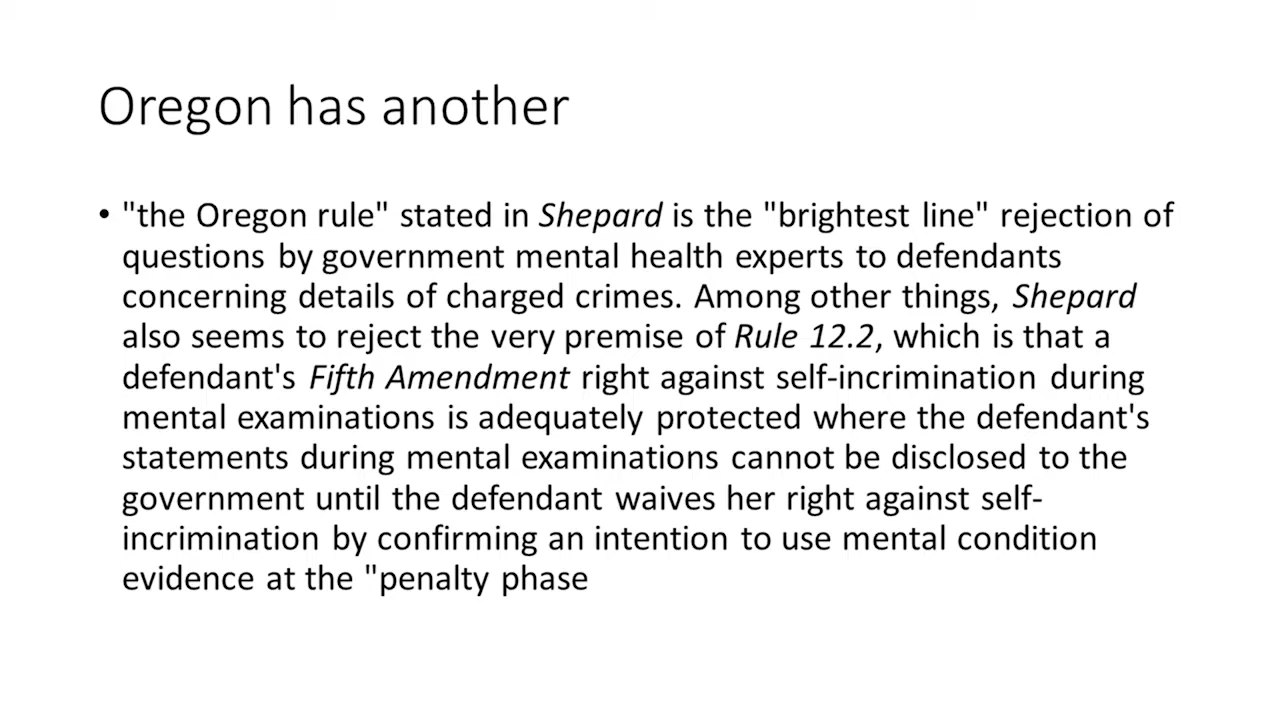 Oregon has another
• "the Oregon rule" stated in Shepard is the "brightest line" rejection of
questions by government mental health experts to defendants
concerning details of charged crimes. Among other things, Shepard
also seems to reject the very premise of Rule 12.2, which is that a
defendant's Fifth Amendment right against self-incrimination during
mental examinations is adequately protected where the defendant's
statements during mental examinations cannot be disclosed to the
government until the defendant waives her right against self-
incrimination by confirming an intention to use mental condition
evidence at the "penalty phase